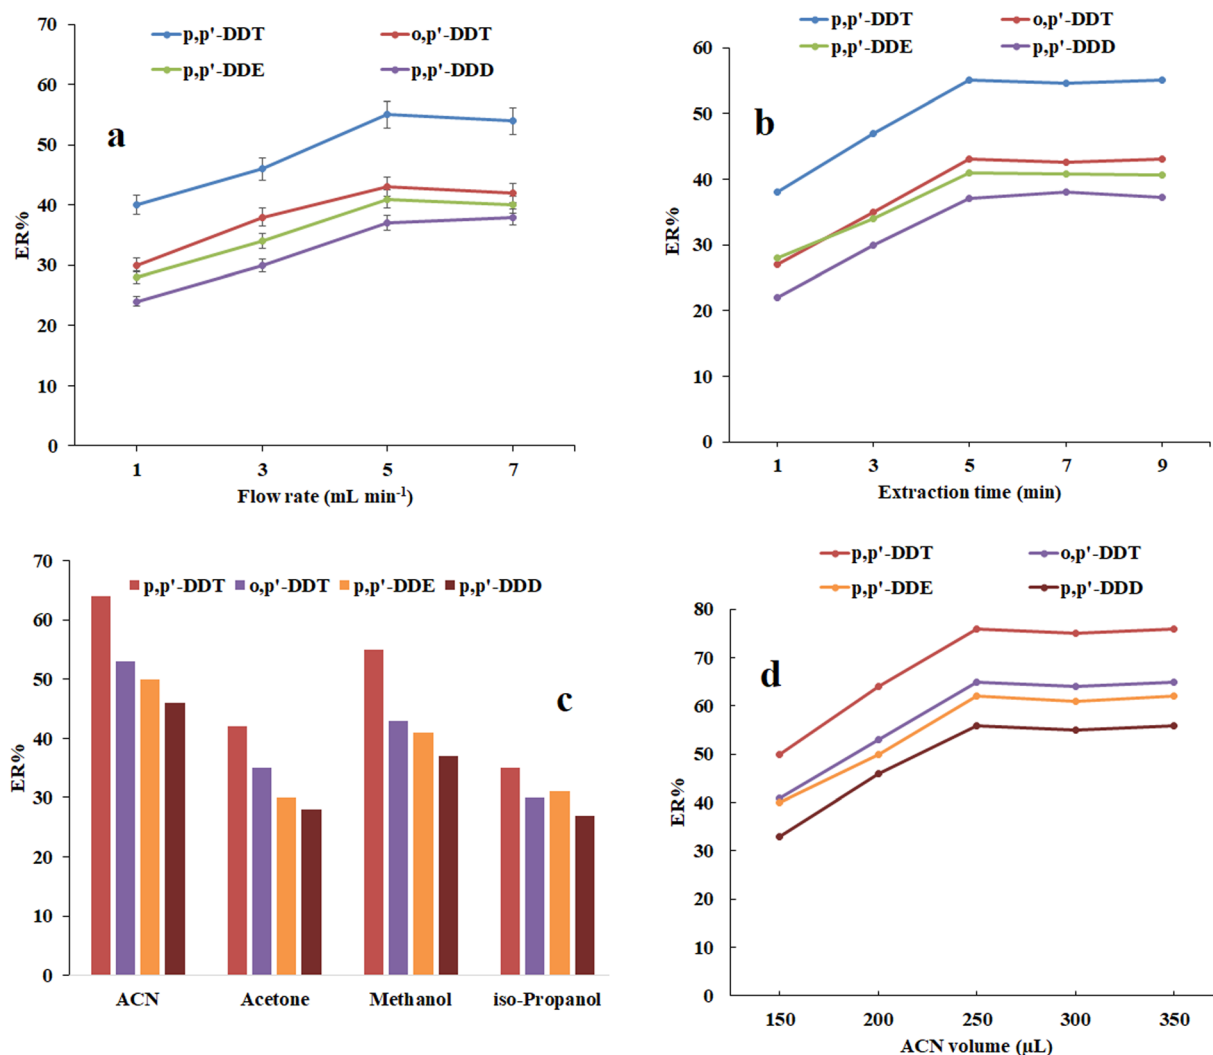 70
60
50
40
30
20
10
0
ER%
p,p'-DDT o,p'-DDT
p,p'-DDE p,p'-DDD
a
1 3 5 7
Flow rate (mL min-1)
60
50
40
30
20
10
0
ER%
p,p'-DDT o,p'-DDT
p,p'-DDE p,p'-DDD
b
1 3 5 7 9
Extraction time (min)
70
60
50
40
30
20
10
0
ER%
p,p'-DDT o,p'-DDT p,p'-DDE p,p'-DDD
c
ACN Acetone Methanol iso-Propanol
p,p'-DDT o,p'-DDT
p,p'-DDE p,p'-DDD
80
70
60
50
40
30
20
10
0
ER%
d
150 200 250 300 350
ACN volume (µL)